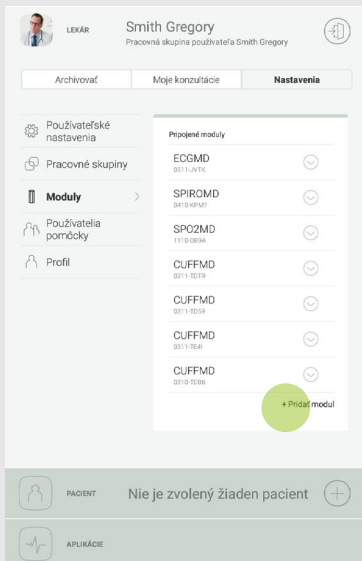 LEKÁR
Smith Gregory
Pracovná skupina používateľa Smith Gregory
Archivovať
Moje konzultácie
Nastavenia
Používateľské
nastavenia
Pracovné skupiny
Moduly
Používatelia
pomôcky
Profil
Pripojené moduly
ECGMD
0511-JVTK
SPIROMD
0410-KPM7
SPO2MD
1110-DB9A
CUFFMD
0311-TDTR
CUFFMD
0311-TD59
CUFFMD
0311-TE4I
CUFFMD
0310-TD86
+ Pridať modul
PACIENT
Nie je zvolený žiaden pacient
APLIKÁCIE